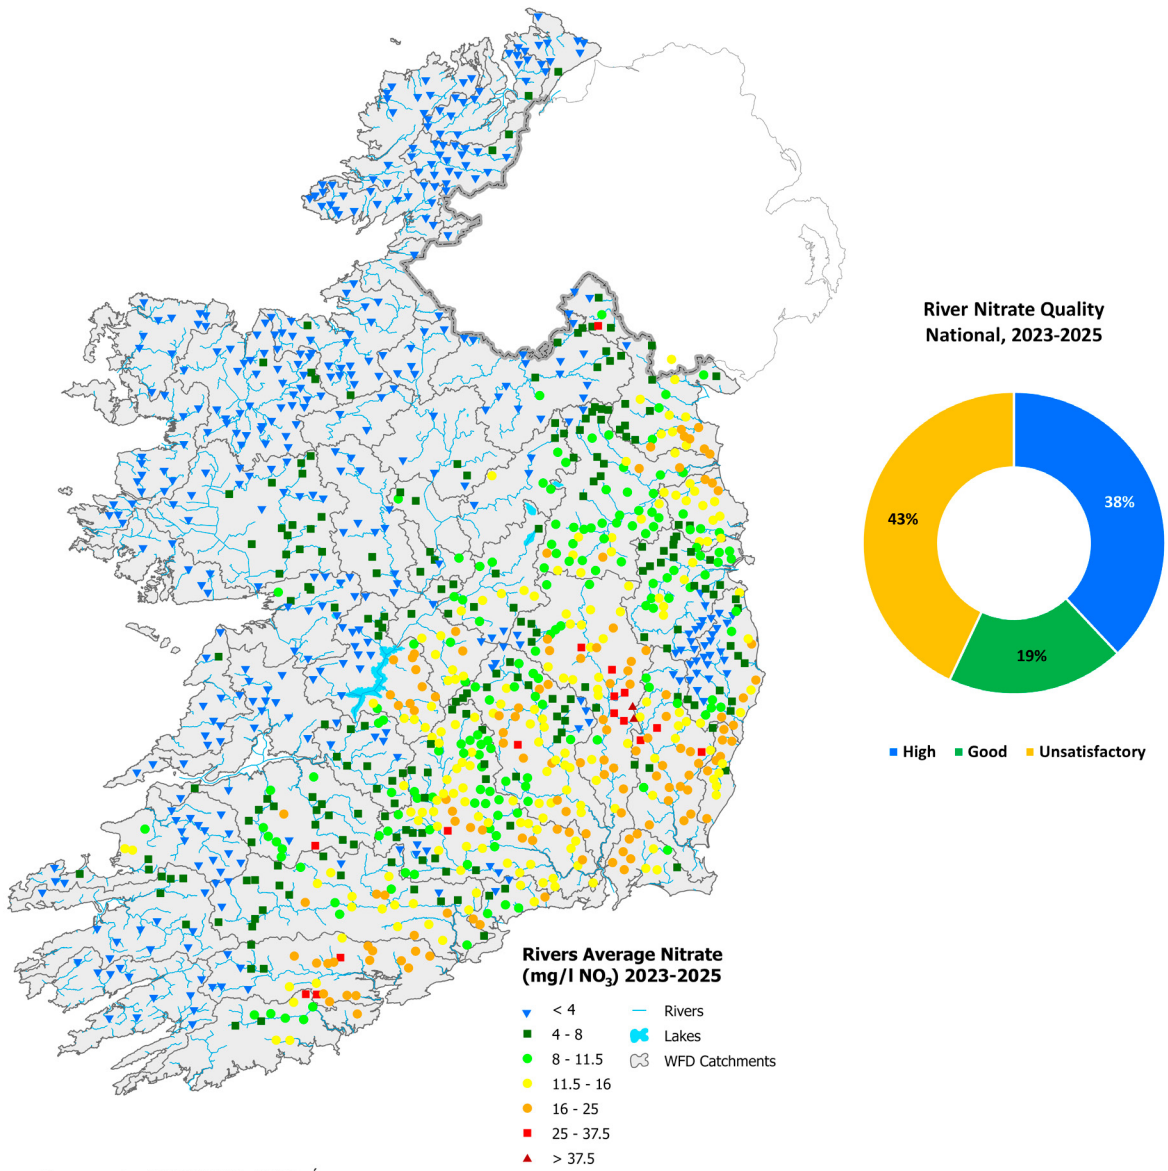 River Nitrate Quality
National, 2023-2025
38%
43%
19%
High
Good
Unsatisfactory
Rivers Average Nitrate
(mg/l NO₃) 2023-2025
< 4
4 - 8
8 - 11.5
11.5 - 16
16 - 25
25 - 37.5
> 37.5
Rivers
Lakes
WFD Catchments